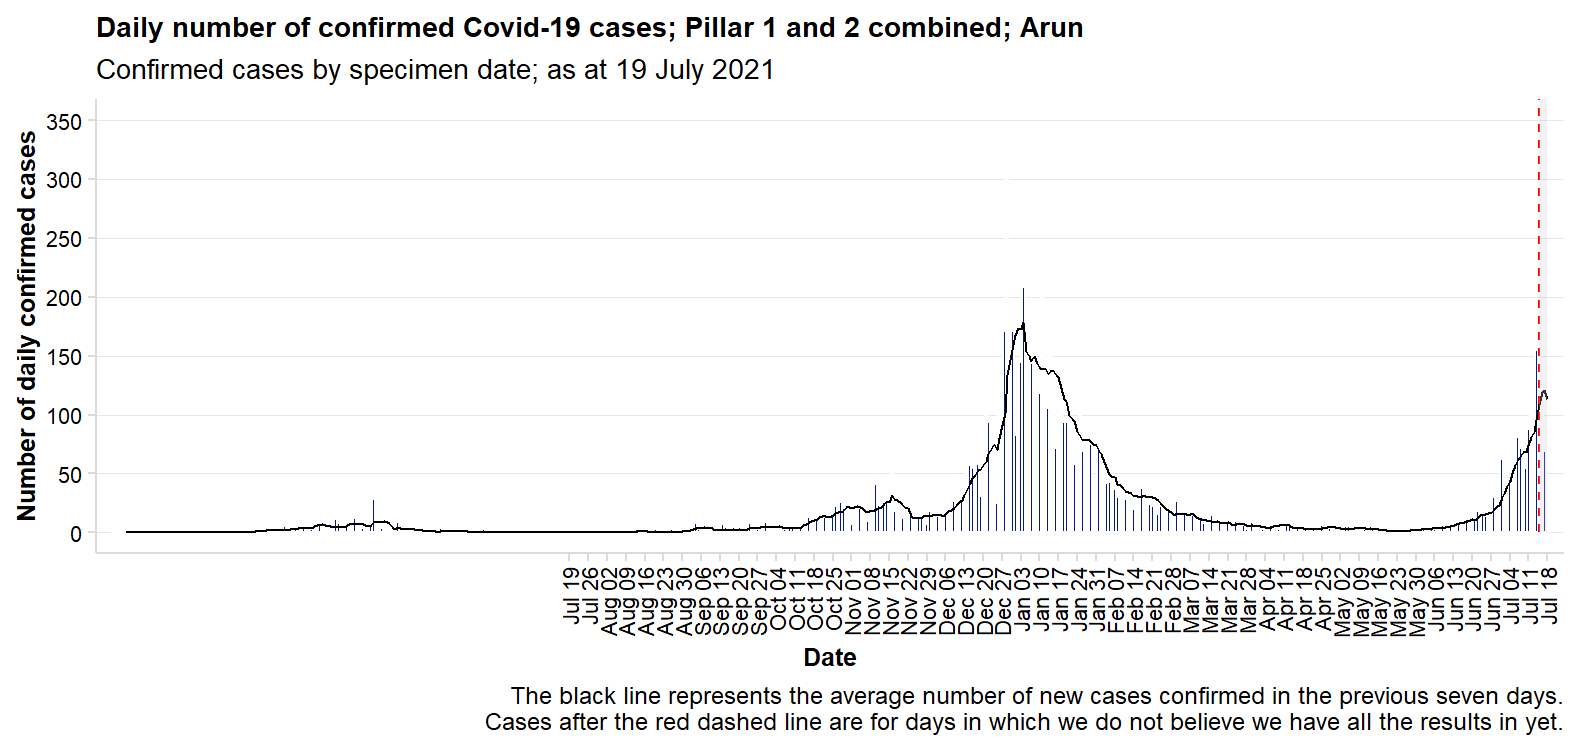 Daily number of confirmed Covid-19 cases; Pillar 1 and 2 combined; Arun
Confirmed cases by specimen date; as at 19 July 2021
Number of daily confirmed cases
350
300
250
200
150
100
50
0
Jul 19
Jul 26
Aug 02
Aug 09
Aug 16
Aug 23
Aug 30
Sep 06
Sep 13
Sep 20
Sep 27
Oct 04
Oct 11
Oct 18
Oct 25
Nov 01
Nov 08
Nov 15
Nov 22
Nov 29
Dec 06
Dec 13
Dec 20
Dec 27
Jan 03
Jan 10
Jan 17
Jan 24
Jan 31
Feb 07
Feb 14
Feb 21
Feb 28
Mar 07
Mar 14
Mar 21
Mar 28
Apr 04
Apr 11
Apr 18
Apr 25
May 02
May 09
May 16
May 23
May 30
Jun 06
Jun 13
Jun 20
Jun 27
Jul 04
Jul 11
Jul 18
Date
The black line represents the average number of new cases confirmed in the previous seven days.
Cases after the red dashed line are for days in which we do not believe we have all the results in yet.